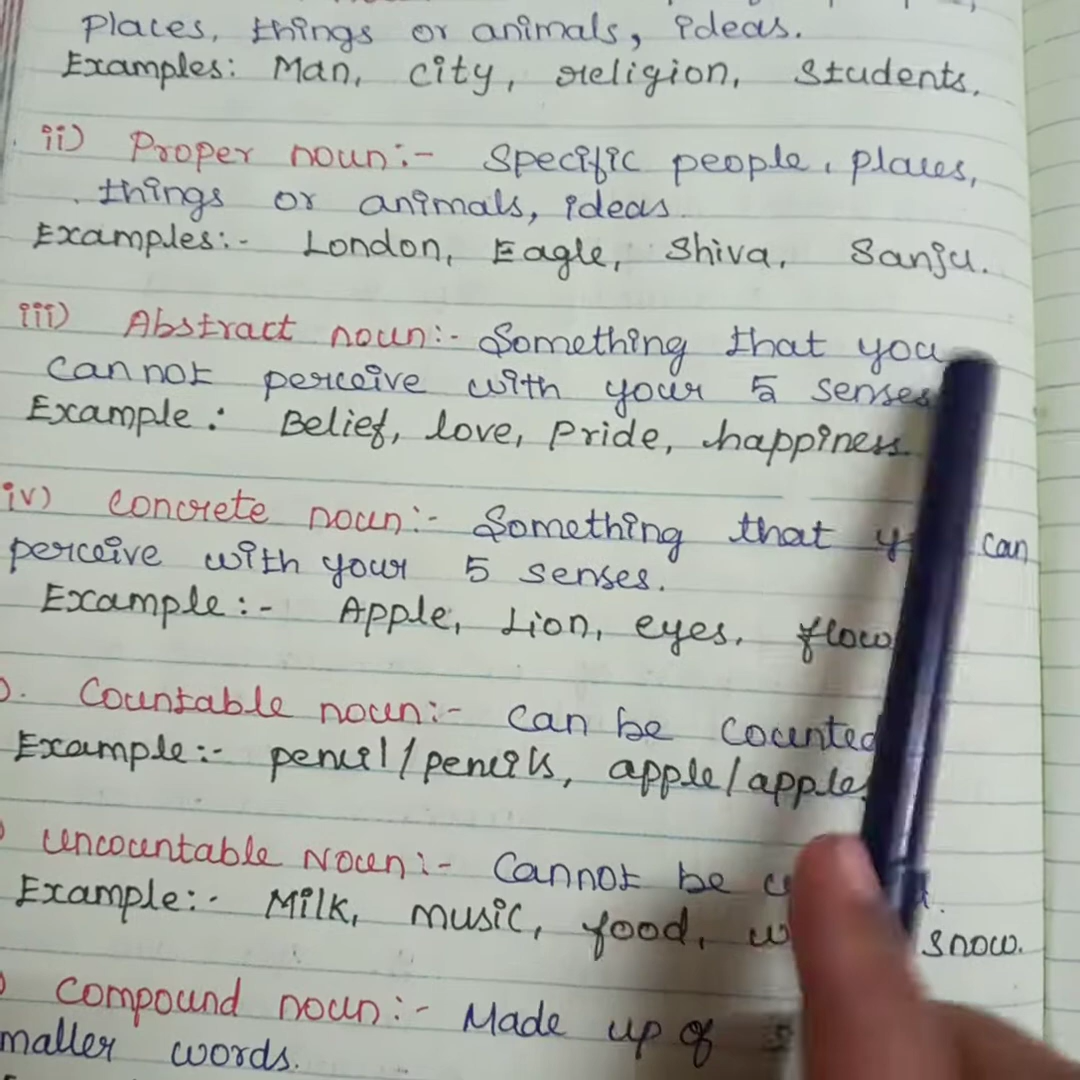 places, things or animals, ideas.
Examples: Man, city, religion, students.
ii) Proper noun:- Specific people, places,
things or animals, ideas.
Examples:- London, Eagle, Shiva, Sanju.
iii) Abstract noun:- Something that you
cannot perceive with your 5 senses
Example: Belief, love, Pride, happiness.
iv) Concrete noun:- Something that can
perceive with your 5 senses.
Example:- Apple, Lion, eyes,
Countable noun:- can be counted
Example:- pencil/pencils, apple/apples
uncountable Noun:- Cannot be
Example:- Milk, music, food, snow.
Compound noun:- Made up of
words.